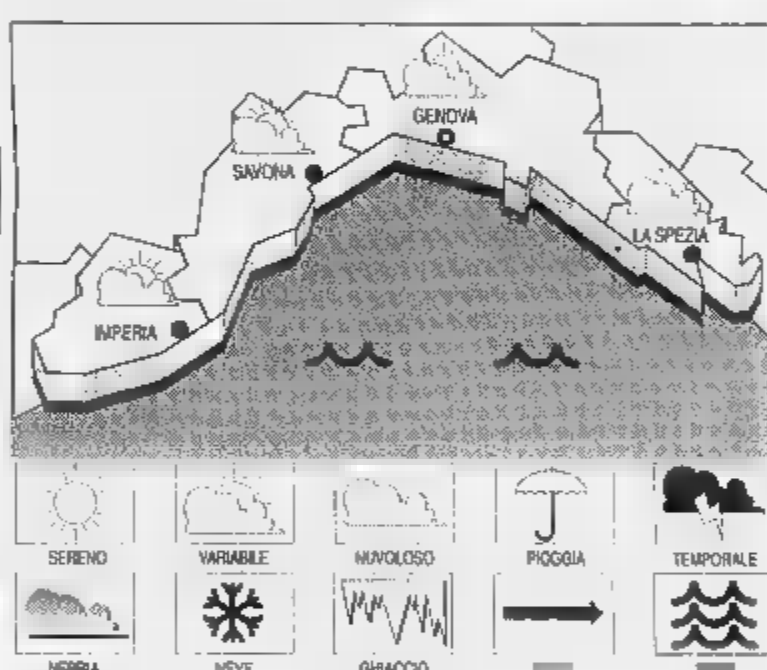 GENOVA
SAVONA
LA SPEZIA
IMPERIA
SERENO VARIABILE NUVOLOSO PIOGGIA TEMPORALE
NEBBIA NEVE GHIACCIO